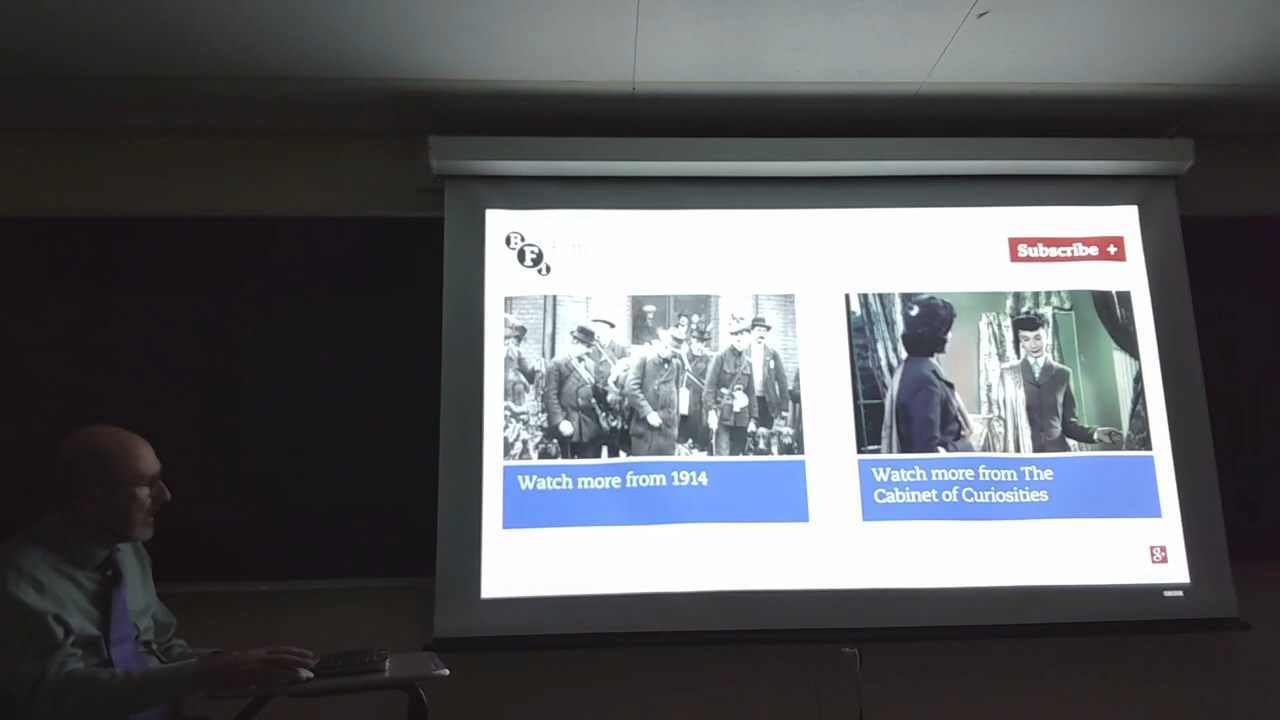 BFI
Subscribe +
Watch more from 1914
Watch more from The
Cabinet of Curiosities
g+